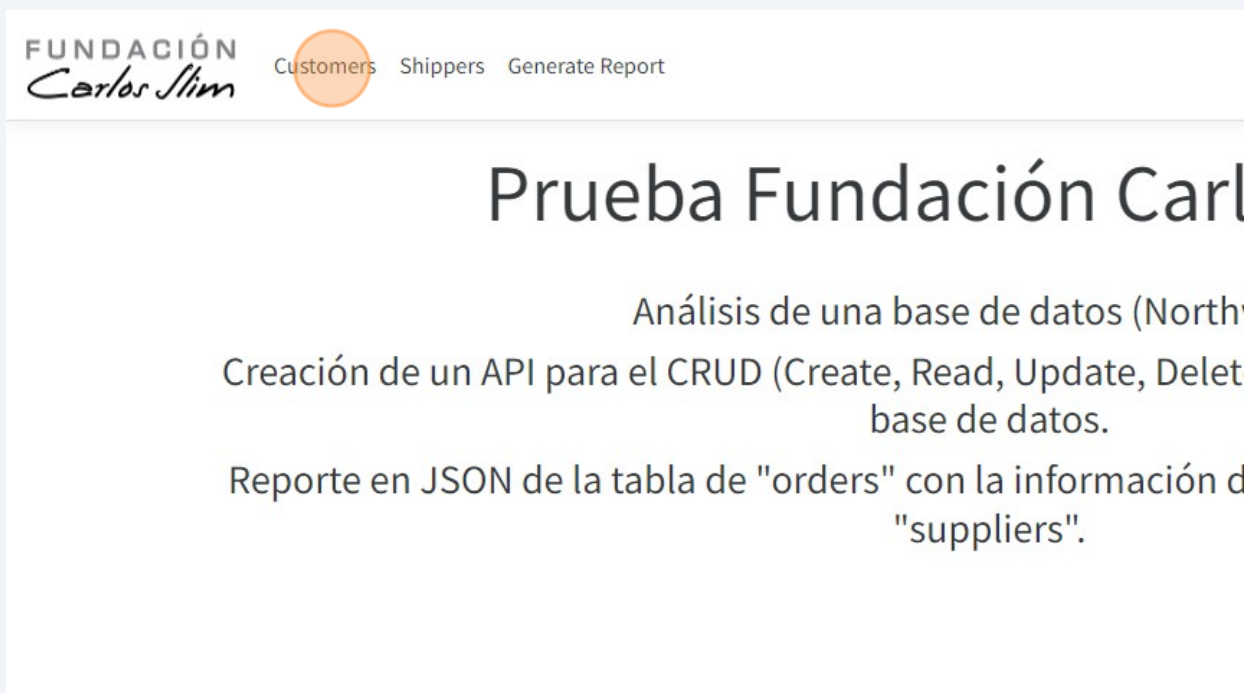 FUNDACIÓN
Carlos Slim
Customers Shippers Generate Report
Prueba Fundación Carl
Análisis de una base de datos (North
Creación de un API para el CRUD (Create, Read, Update, Delet
base de datos.
Reporte en JSON de la tabla de "orders" con la información d
"suppliers".